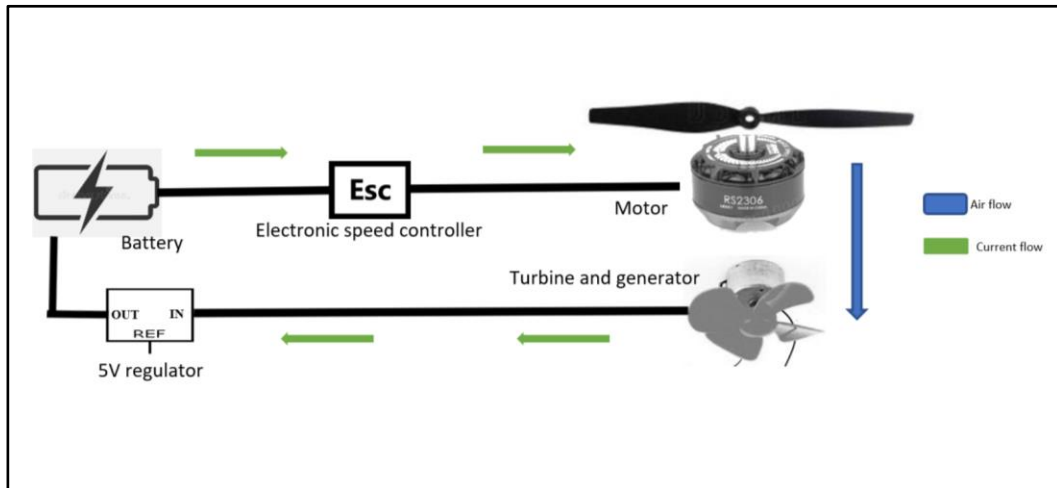 Esc
Electronic speed controller
Battery
Motor
RS2306
Air flow
Current flow
Turbine and generator
OUT IN
REF
5V regulator